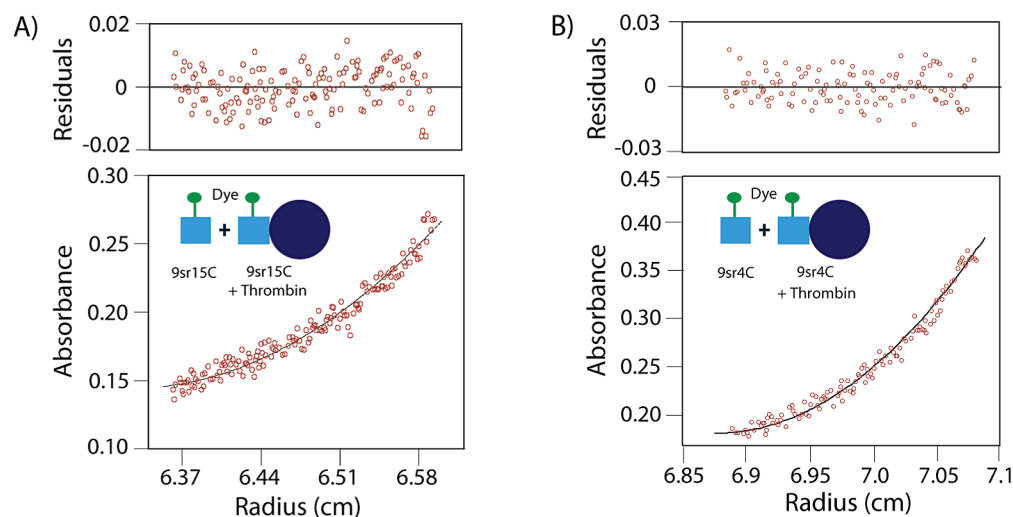 A)
Residuals
0.02
0
-0.02
Absorbance
0.30
0.25
0.20
0.15
0.10
Dye
+
9sr15C
9sr15C
+ Thrombin
6.37
6.44
6.51
6.58
Radius (cm)
B)
Residuals
0.03
0
-0.03
Absorbance
0.45
0.40
0.35
0.30
0.25
0.20
Dye
+
9sr4C
9sr4C
+ Thrombin
6.85
6.9
6.95
7.0
7.05
7.1
Radius (cm)